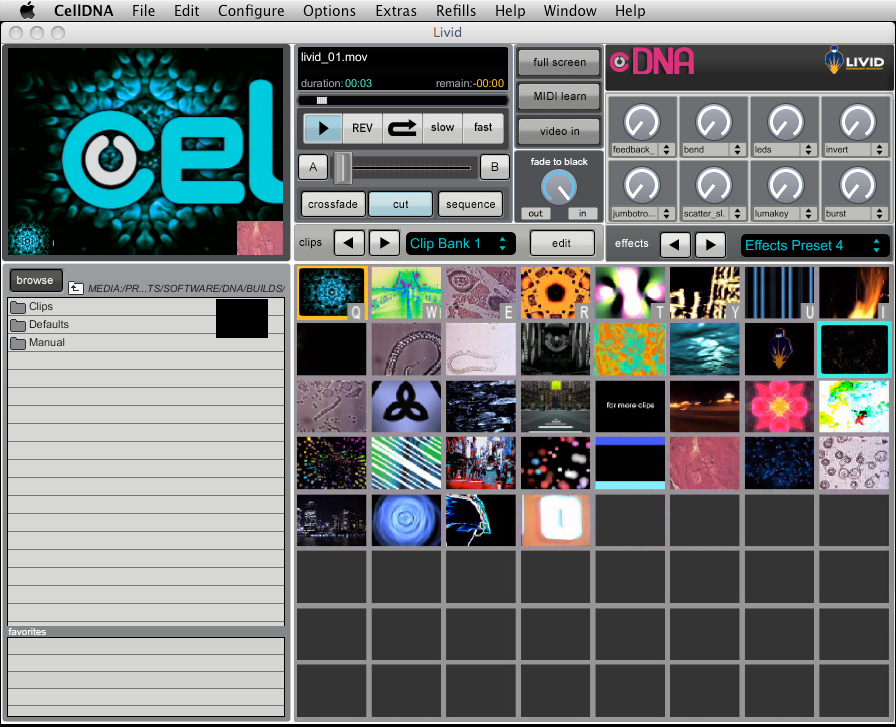 CellDNA File Edit Configure Options Extras Refills Help Window Help
Livid
cel
livid_01.mov
duration: 00:03 remain: -00:00
REV slow fast
A B
crossfade cut sequence
full screen
MIDI learn
video in
fade to black
out in
DNA LIVID
feedback_ bend leds invert
jumbotro... scatter_sl. lumakey burst
clips Clip Bank 1 edit
effects Effects Preset 4
browse
MEDIA:/PR...TS/SOFTWARE/DNA/BUILDS/
Clips
Defaults
Manual
Q W E R T Y U I
for more clips
favorites